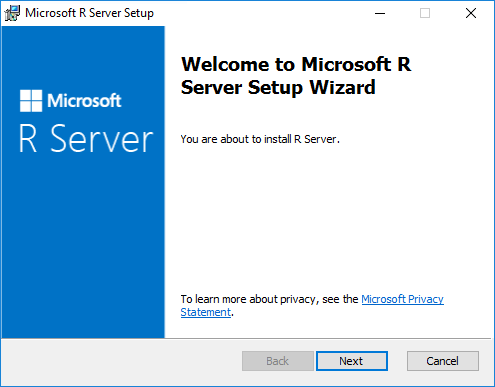 Microsoft R Server Setup
Microsoft
R Server
Welcome to Microsoft R
Server Setup Wizard
You are about to install R Server.
To learn more about privacy, see the Microsoft Privacy
Statement.
Back
Next
Cancel